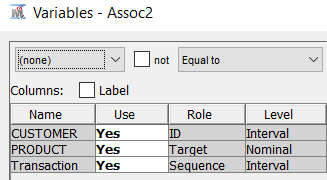 Variables - Assoc2
(none) not Equal to
Columns: Label
Name Use Role Level
CUSTOMER Yes ID Interval
PRODUCT Yes Target Nominal
Transaction Yes Sequence Interval